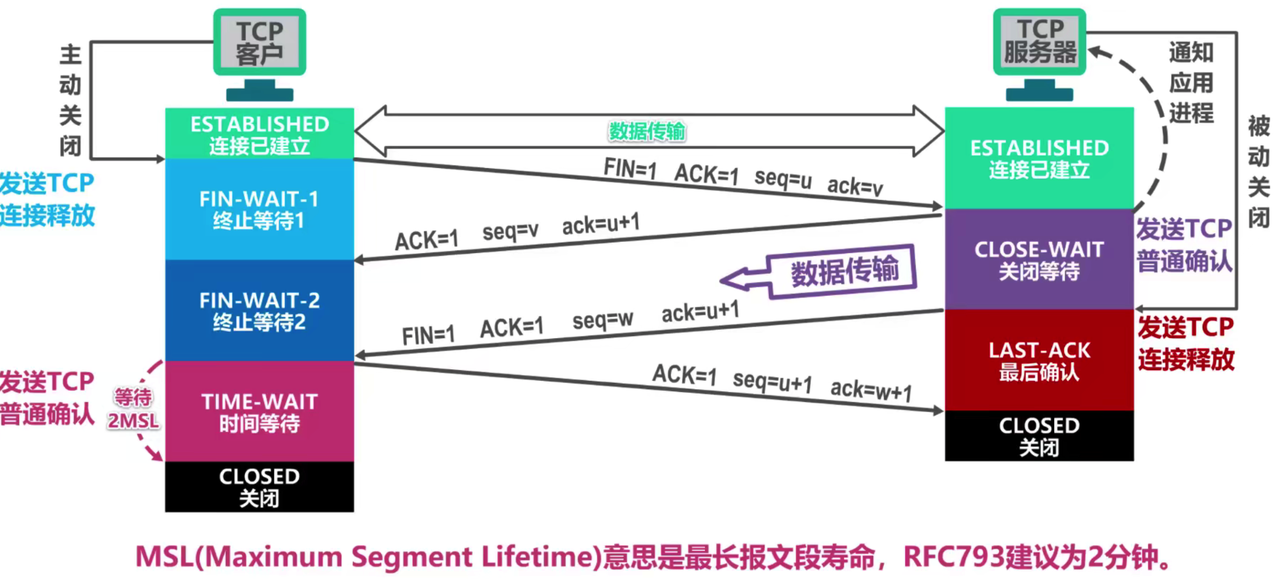 TCP
客户
TCP
服务器
主动关闭
通知
应用
进程
被动关闭
ESTABLISHED
连接已建立
数据传输
ESTABLISHED
连接已建立
FIN=1 ACK=1 seq=u ack=v
发送TCP
连接释放
FIN-WAIT-1
终止等待1
ACK=1 seq=v ack=u+1
CLOSE-WAIT
关闭等待
发送TCP
普通确认
数据传输
FIN-WAIT-2
终止等待2
FIN=1 ACK=1 seq=w ack=u+1
发送TCP
连接释放
LAST-ACK
最后确认
发送TCP
普通确认
等待
2MSL
TIME-WAIT
时间等待
ACK=1 seq=u+1 ack=w+1
CLOSED
关闭
CLOSED
关闭
MSL(Maximum Segment Lifetime)意思是最长报文段寿命，RFC793建议为2分钟。